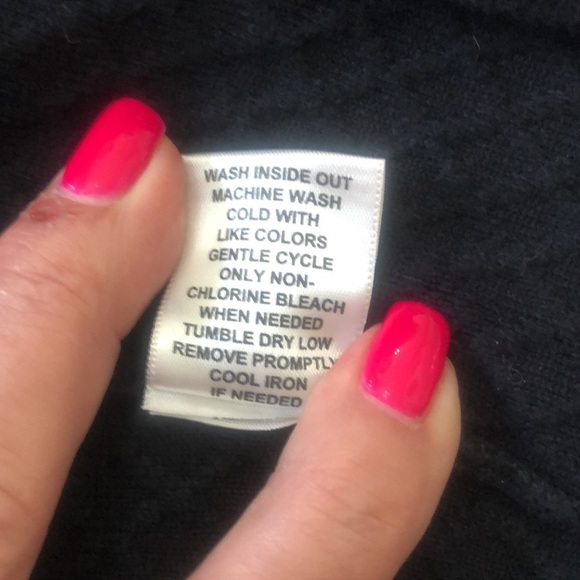 WASH INSIDE OUT
MACHINE WASH
COLD WITH
LIKE COLORS
GENTLE CYCLE
ONLY NON-
CHLORINE BLEACH
WHEN NEEDED
TUMBLE DRY LOW
REMOVE PROMPTLY
COOL IRON
IF NEEDED